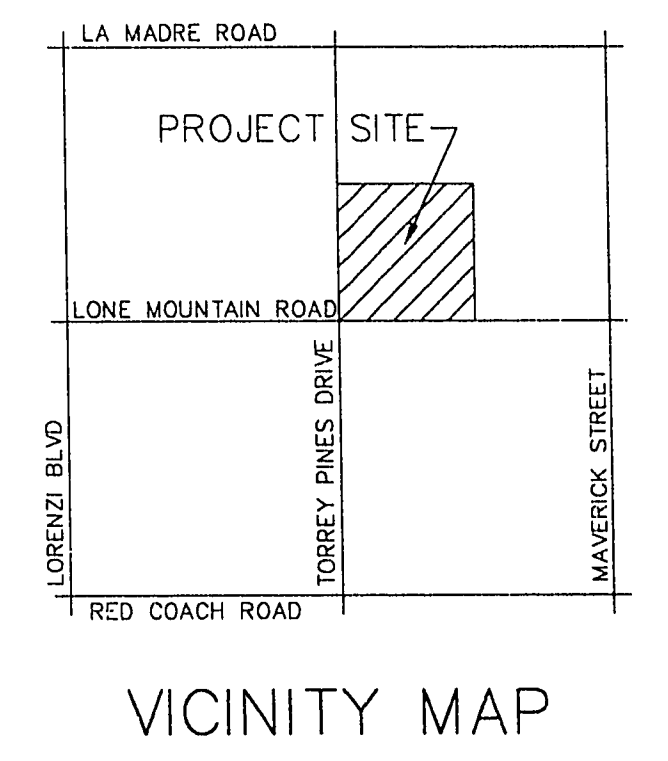 LA MADRE ROAD
PROJECT SITE
LONE MOUNTAIN ROAD
LORENZI BLVD
TORREY PINES DRIVE
MAVERICK STREET
RED COACH ROAD
VICINITY MAP